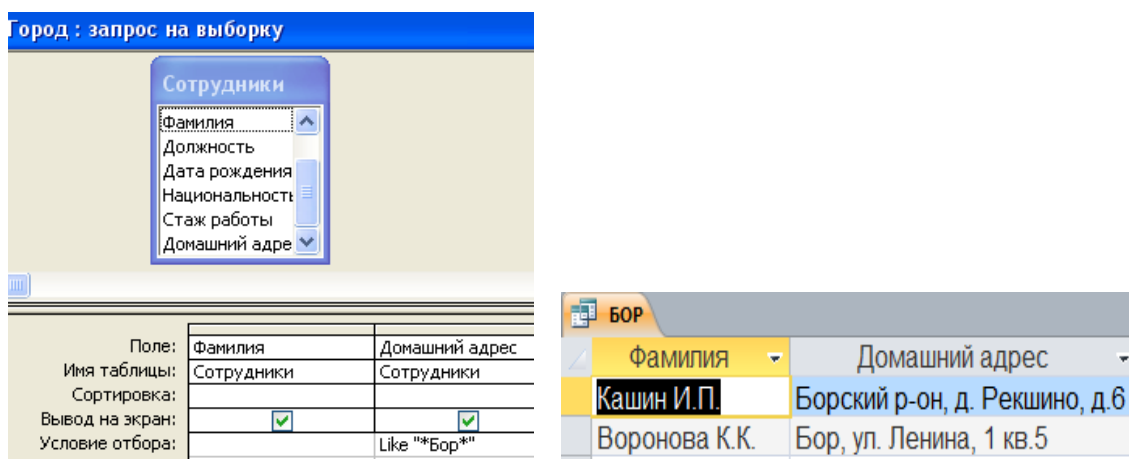 Город : запрос на выборку
Сотрудники
Фамилия
Должность
Дата рождения
Национальность
Стаж работы
Домашний адре
Поле: Фамилия Домашний адрес
Имя таблицы: Сотрудники Сотрудники
Сортировка:
Вывод на экран:
Условие отбора: Like "*Бор*"
БОР
Фамилия Домашний адрес
Кашин И.П. Борский р-он, д. Рекшино, д.6
Воронова К.К. Бор, ул. Ленина, 1 кв.5